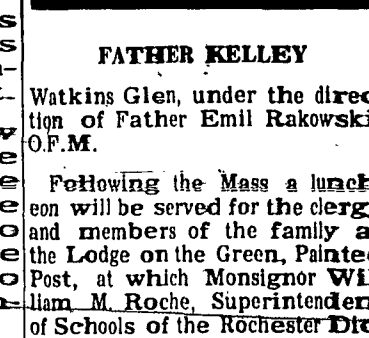 FATHER KELLEY
Watkins Glen, under the direc
tion of Father Emil Rakowski
O.F.M.
Following the Mass a lunch
eon will be served for the clerg
and members of the family a
the Lodge on the Green, Painte
Post, at which Monsignor Wil
liam M. Roche, Superintenden
of Schools of the Rochester Dio